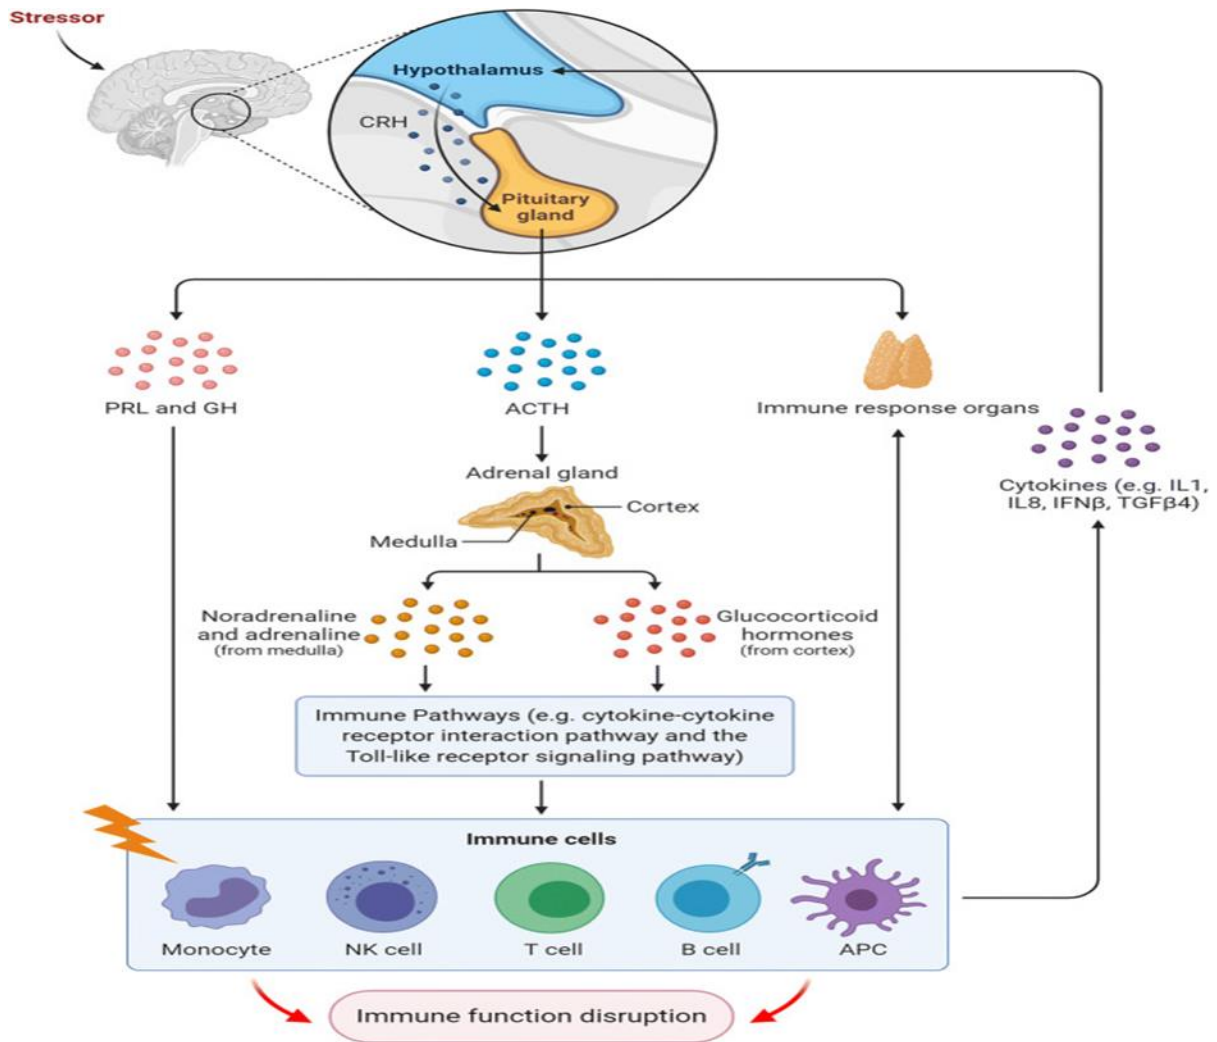 Stressor
Hypothalamus
CRH
Pituitary
gland
PRL and GH
ACTH
Immune response organs
Cytokines (e.g. IL1,
IL8, IFNβ, TGFβ4)
Adrenal gland
Cortex
Medulla
Noradrenaline
and adrenaline
(from medulla)
Glucocorticoid
hormones
(from cortex)
Immune Pathways (e.g. cytokine-cytokine
receptor interaction pathway and the
Toll-like receptor signaling pathway)
Immune cells
Monocyte
NK cell
T cell
B cell
APC
Immune function disruption